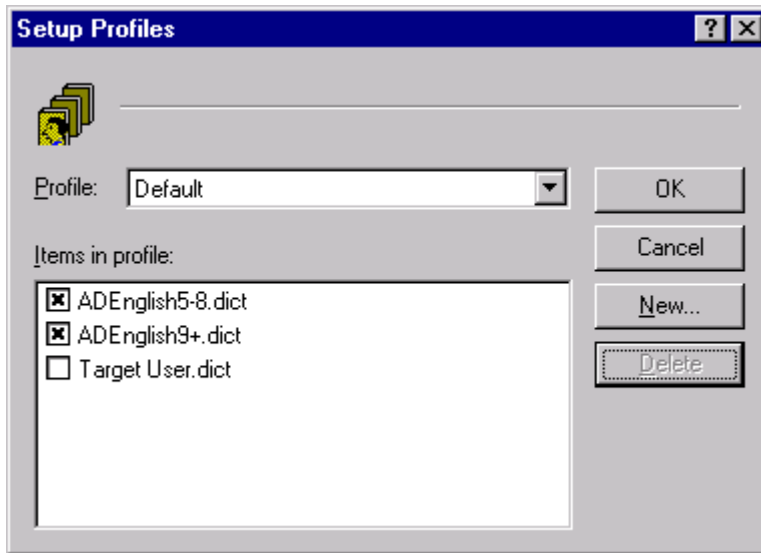 Setup Profiles
Profile: Default
OK
Cancel
Items in profile:
New...
ADEnglish5-8.dict
ADEnglish9+.dict
Delete
Target User.dict